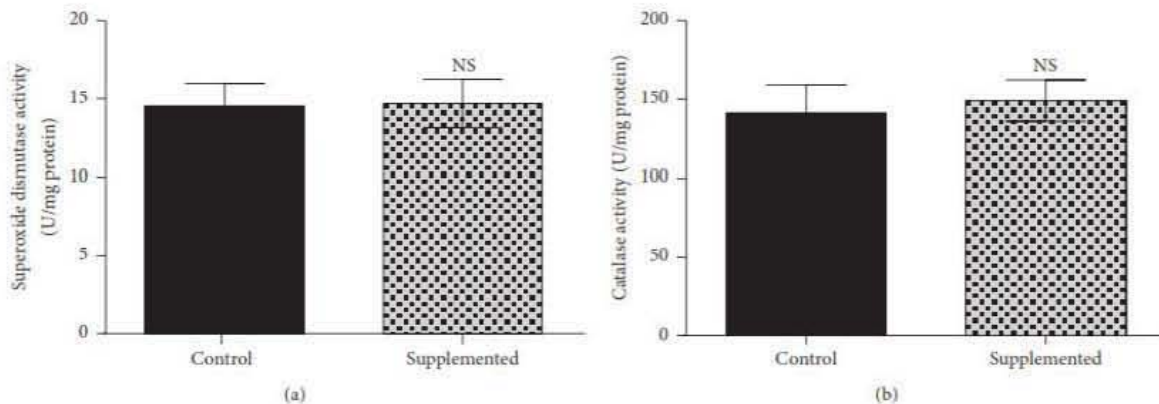 Superoxide dismutase activity
(U/mg protein)
20
15
10
5
0
NS
Control
Supplemented
(a)
Catalase activity (U/mg protein)
200
150
100
50
0
NS
Control
Supplemented
(b)